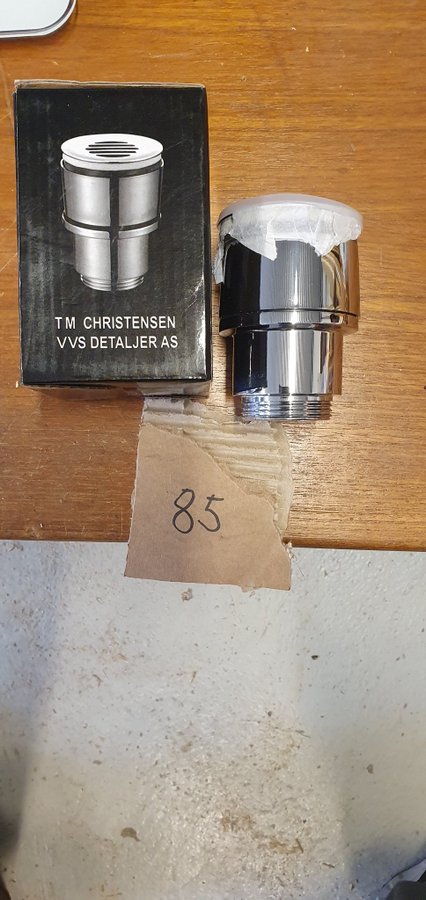 TM CHRISTENSEN
VVS DETALJER AS
85